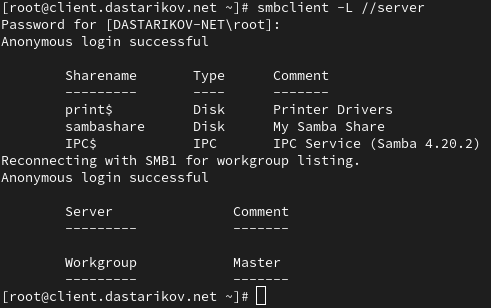 [root@client.dastarikov.net ~]# smbclient -L //server
Password for [DASTARIKOV-NET\root]:
Anonymous login successful
Sharename Type Comment
--------- ---- -------
print$ Disk Printer Drivers
sambashare Disk My Samba Share
IPC$ IPC IPC Service (Samba 4.20.2)
Reconnecting with SMB1 for workgroup listing.
Anonymous login successful
Server Comment
--------- -------
Workgroup Master
--------- -------
[root@client.dastarikov.net ~]#